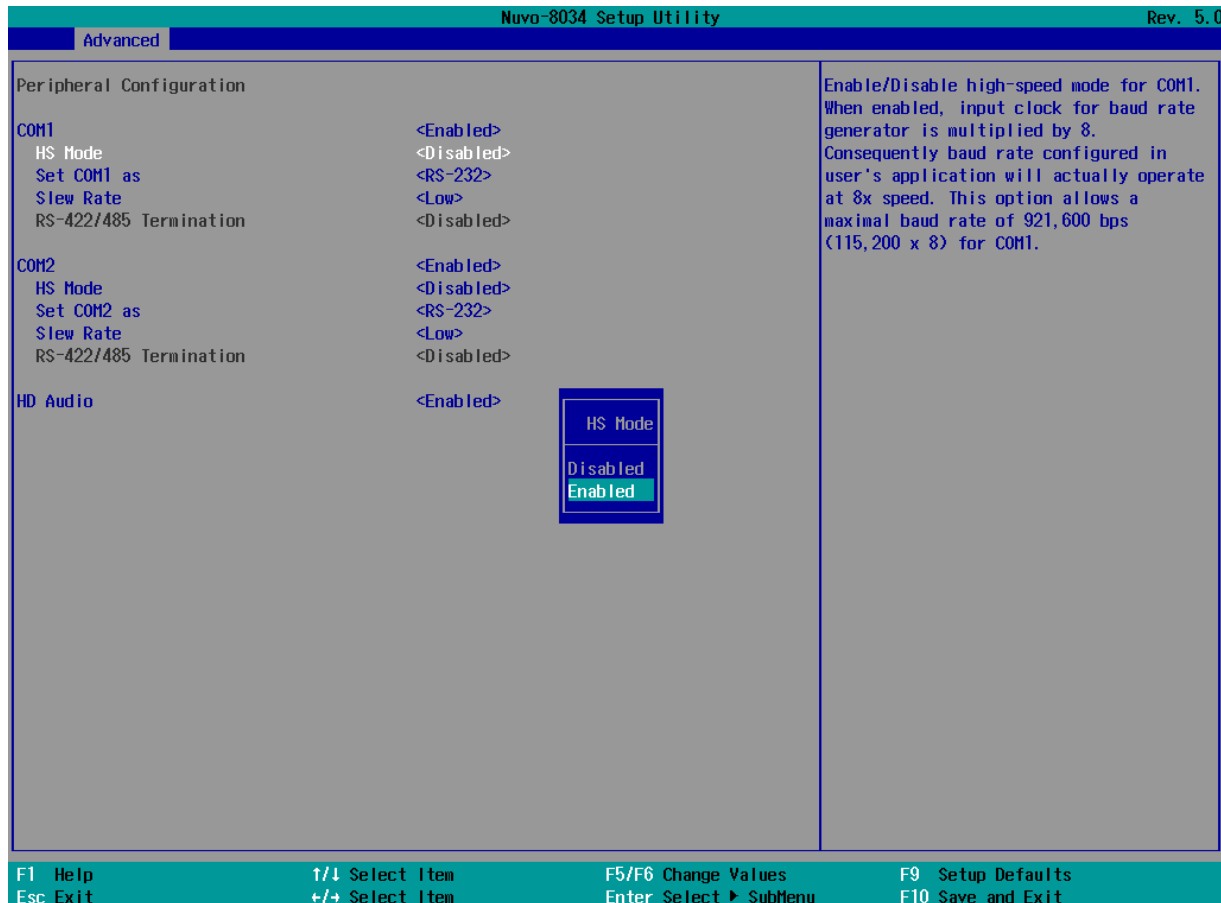 Nuvo-8034 Setup Utility Rev. 5.0
Advanced
Peripheral Configuration
COM1 <Enabled>
HS Mode <Disabled>
Set COM1 as <RS-232>
Slew Rate <Low>
RS-422/485 Termination <Disabled>
COM2 <Enabled>
HS Mode <Disabled>
Set COM2 as <RS-232>
Slew Rate <Low>
RS-422/485 Termination <Disabled>
HD Audio <Enabled>
HS Mode
Disabled
Enabled
Enable/Disable high-speed mode for COM1.
When enabled, input clock for baud rate
generator is multiplied by 8.
Consequently baud rate configured in
user's application will actually operate
at 8x speed. This option allows a
maximal baud rate of 921,600 bps
(115,200 x 8) for COM1.
F1 Help ↑/↓ Select Item F5/F6 Change Values F9 Setup Defaults
Esc Exit ←/→ Select Item Enter Select ▶ SubMenu F10 Save and Exit